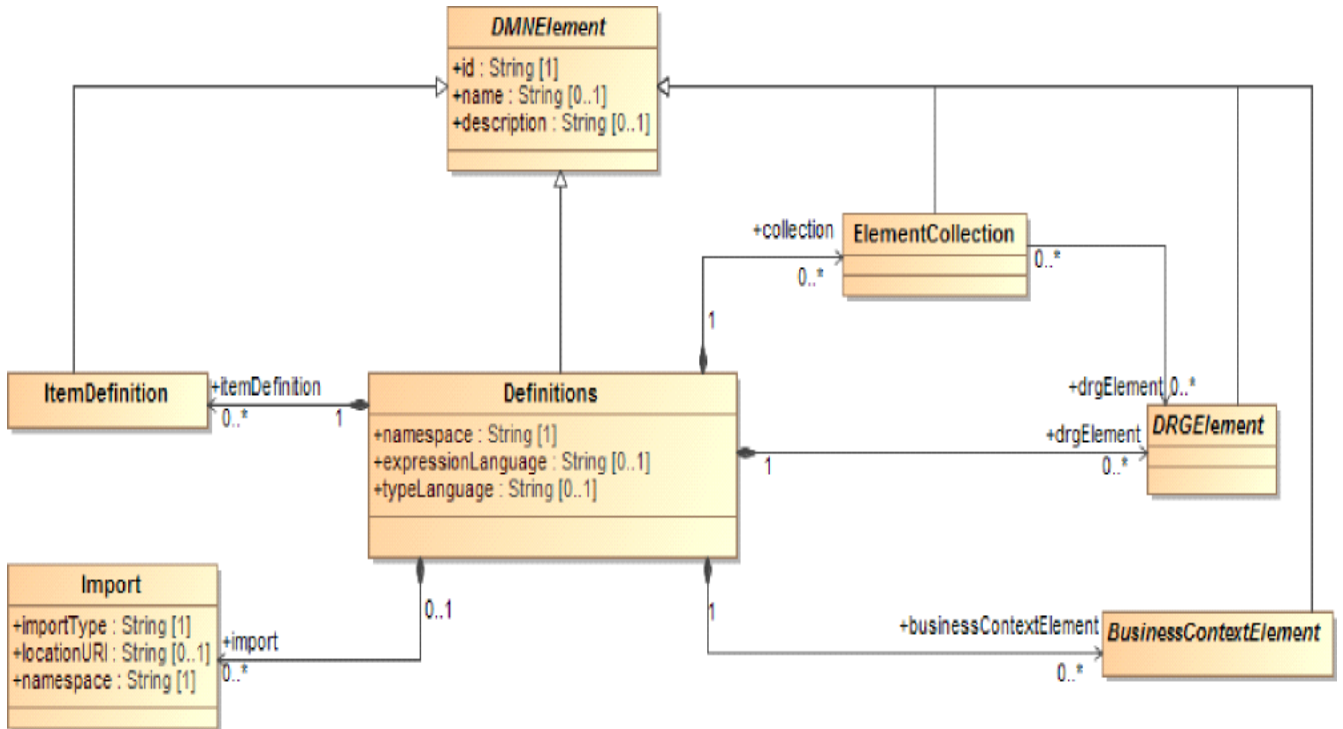 DMNElement
+id : String [1]
+name : String [0..1]
+description : String [0..1]
+collection
0..*
1
ElementCollection
0..*
ItemDefinition
+itemDefinition
0..*
1
Definitions
+namespace : String [1]
+expressionLanguage : String [0..1]
+typeLanguage : String [0..1]
+drgElement 0..*
+drgElement
0..*
1
DRGElement
Import
+importType : String [1]
+locationURI : String [0..1]
+namespace : String [1]
+import
0..*
0..1
1
+businessContextElement
0..*
BusinessContextElement